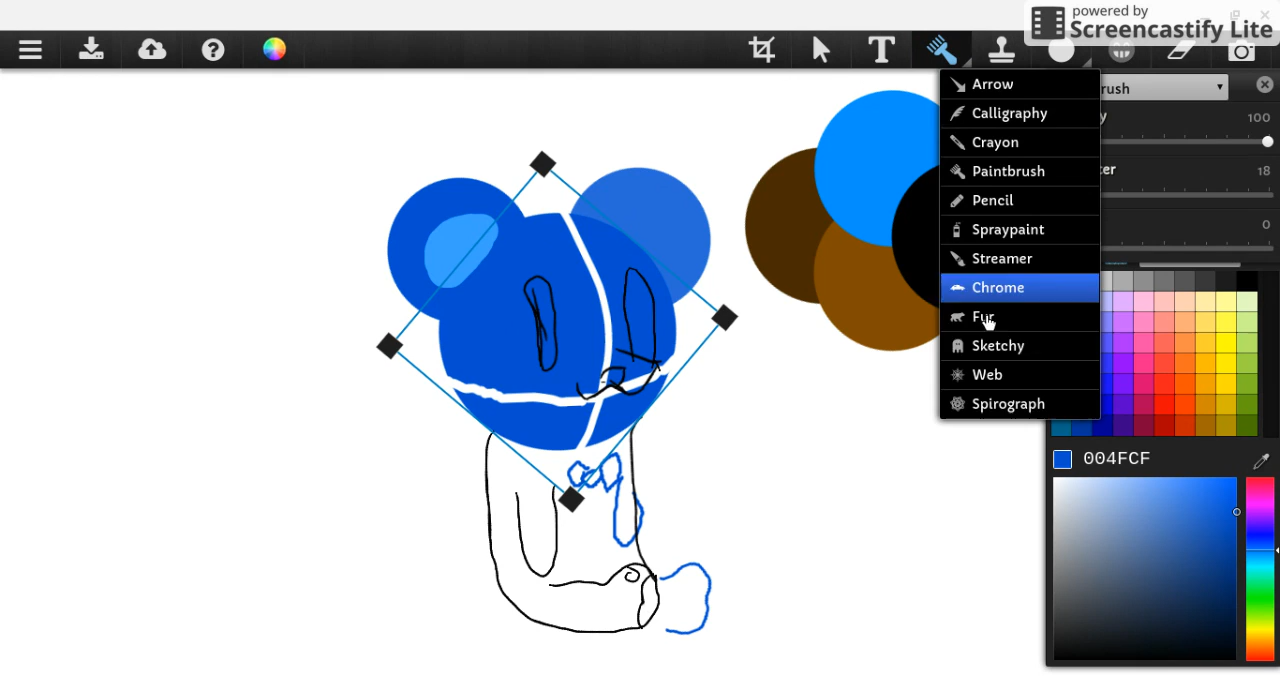 powered by
Screencastify Lite
T
?
Arrow
rush
Calligraphy
y
100
Crayon
Paintbrush
ter
18
Pencil
Spraypaint
0
Streamer
Chrome
Fur
Sketchy
Web
Spirograph
004FCF